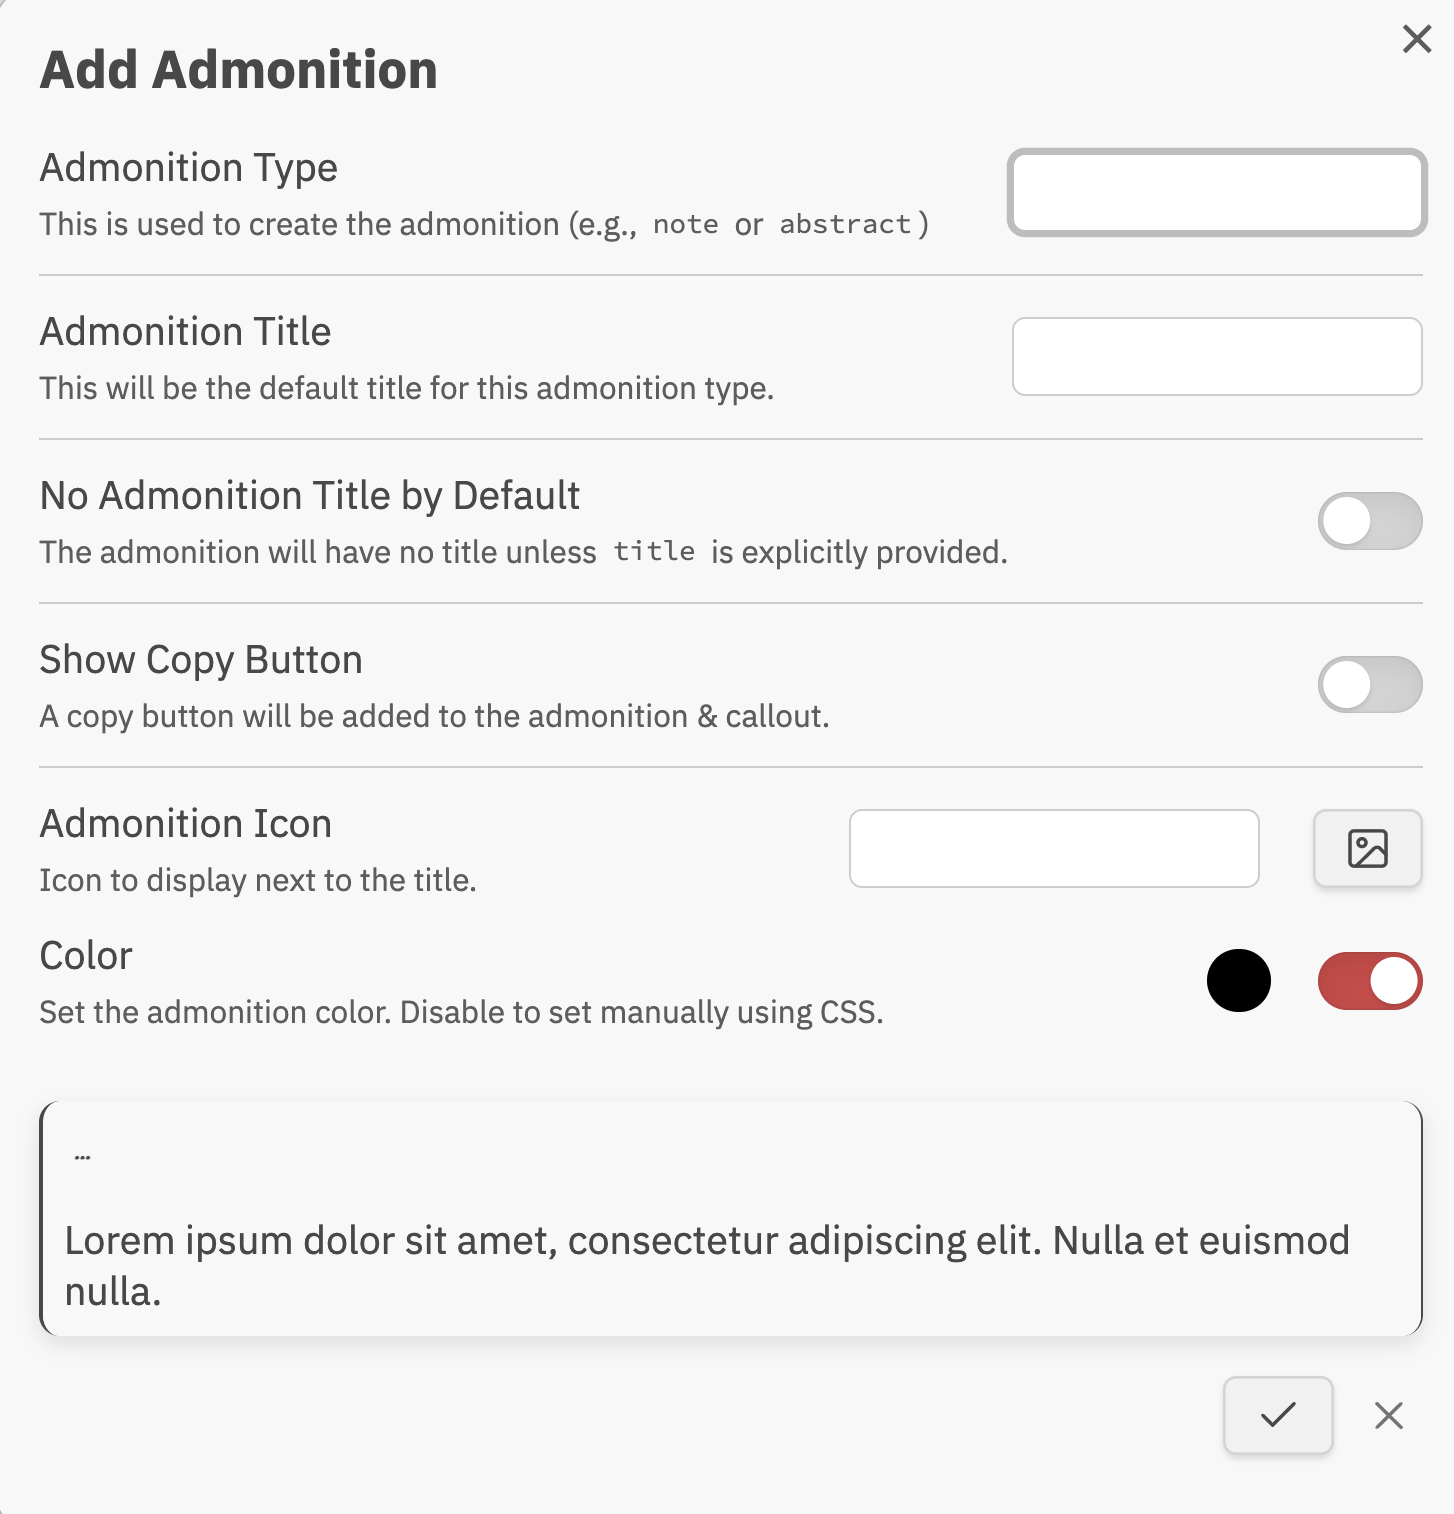 Add Admonition
Admonition Type
This is used to create the admonition (e.g., note or abstract)
Admonition Title
This will be the default title for this admonition type.
No Admonition Title by Default
The admonition will have no title unless title is explicitly provided.
Show Copy Button
A copy button will be added to the admonition & callout.
Admonition Icon
Icon to display next to the title.
Color
Set the admonition color. Disable to set manually using CSS.
...
Lorem ipsum dolor sit amet, consectetur adipiscing elit. Nulla et euismod
nulla.